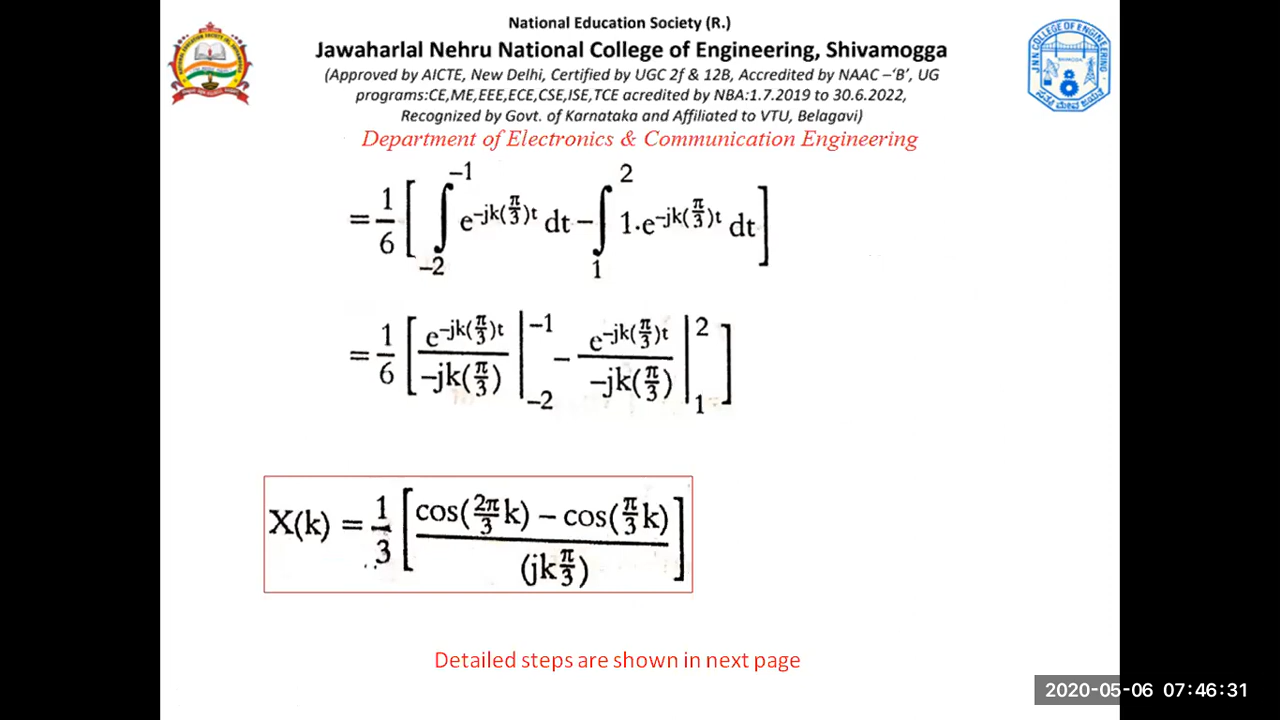 National Education Society (R.)
Jawaharlal Nehru National College of Engineering, Shivamogga
(Approved by AICTE, New Delhi, Certified by UGC 2f & 12B, Accredited by NAAC –‘B’, UG
programs:CE,ME,EEE,ECE,CSE,ISE,TCE acredited by NBA:1.7.2019 to 30.6.2022,
Recognized by Govt. of Karnataka and Affiliated to VTU, Belagavi)
Department of Electronics & Communication Engineering
= 1/6 [ ∫_{–2}^{–1} e^{–jk(π/3)t} dt – ∫_{1}^{2} 1·e^{–jk(π/3)t} dt ]
= 1/6 [ e^{–jk(π/3)t} / –jk(π/3) |_{–2}^{–1} – e^{–jk(π/3)t} / –jk(π/3) |_{1}^{2} ]
X(k) = 1/3 [ cos(2π/3 k) – cos(π/3 k) / (jk π/3) ]
Detailed steps are shown in next page
2020-05-06 07:46:31